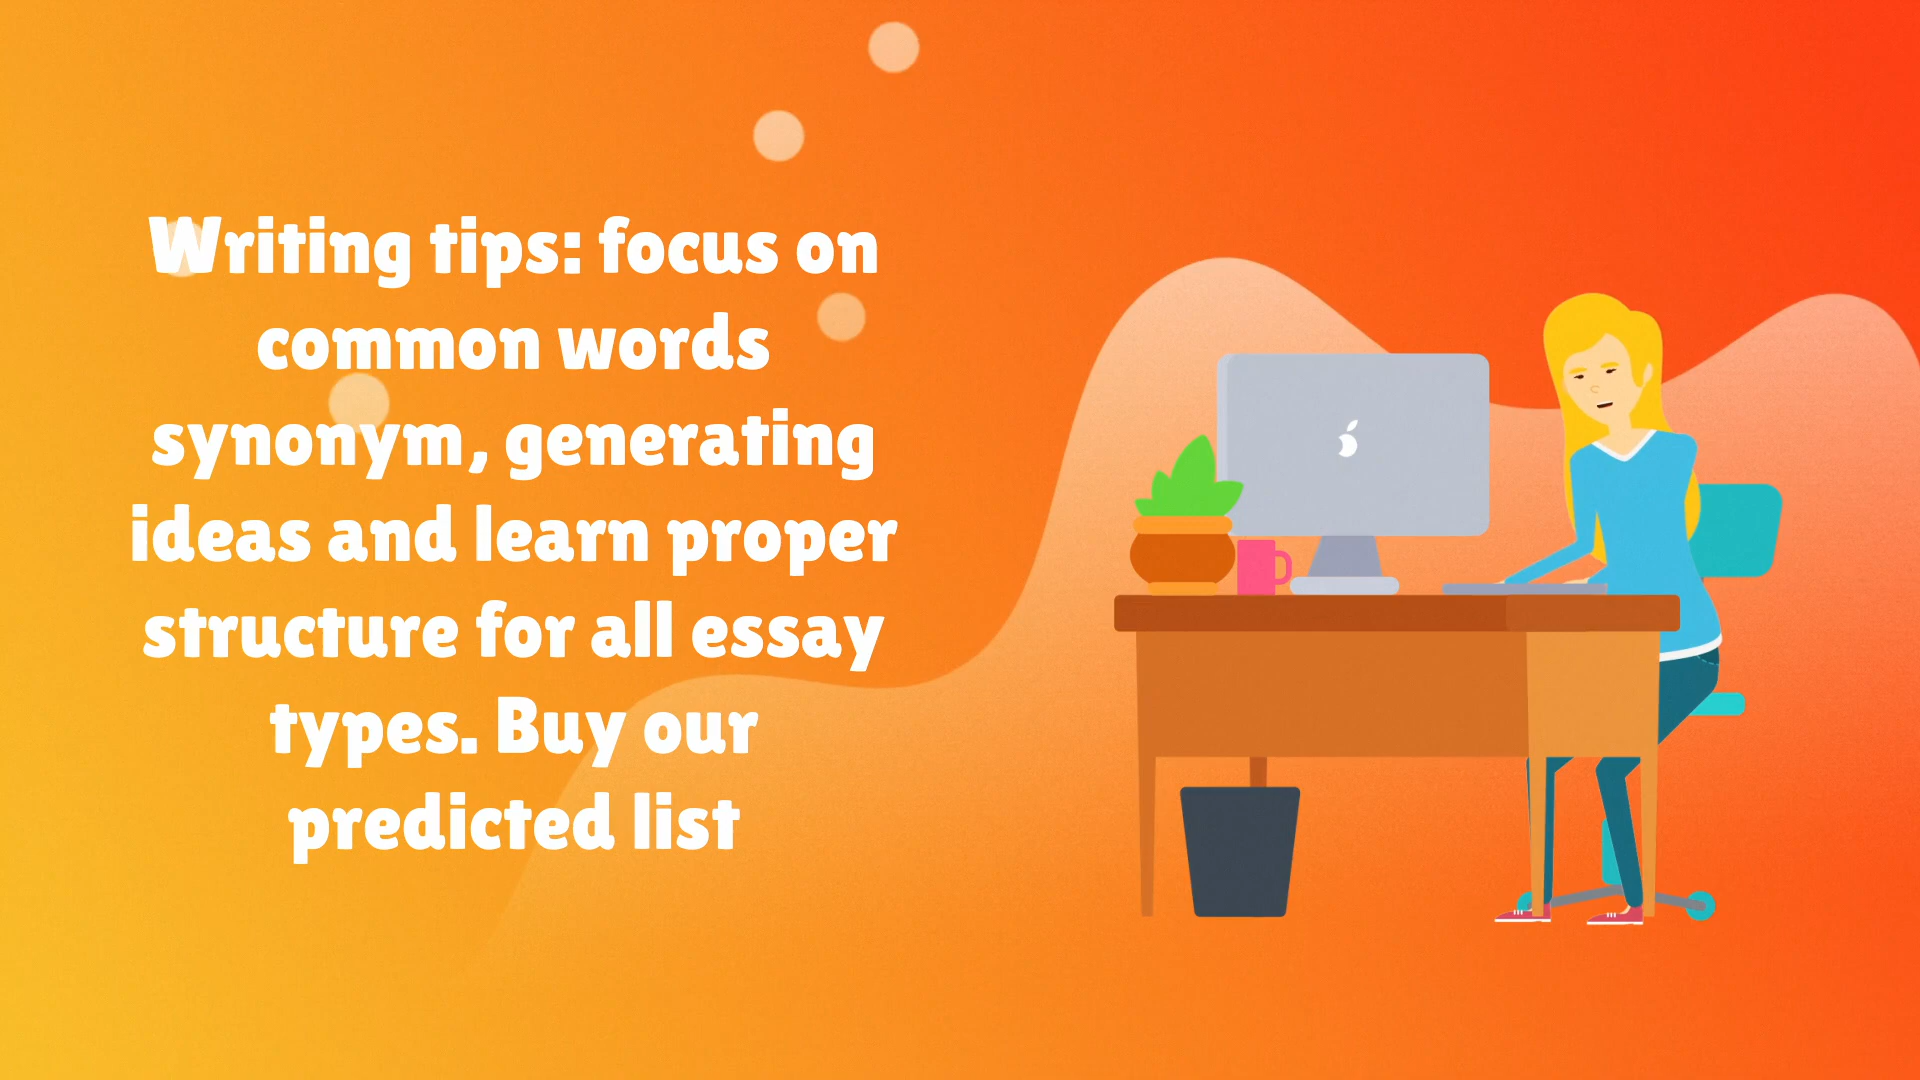 Writing tips: focus on
common words
synonym, generating
ideas and learn proper
structure for all essay
types. Buy our
predicted list